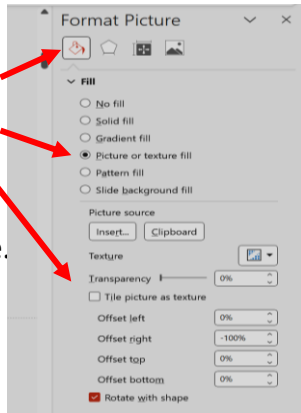 Format Picture
Fill
No fill
Solid fill
Gradient fill
Picture or texture fill
Pattern fill
Slide background fill
Picture source
Insert... Clipboard
e.
Texture
Transparency 0%
Tile picture as texture
Offset left 0%
Offset right -100%
Offset top 0%
Offset bottom 0%
Rotate with shape